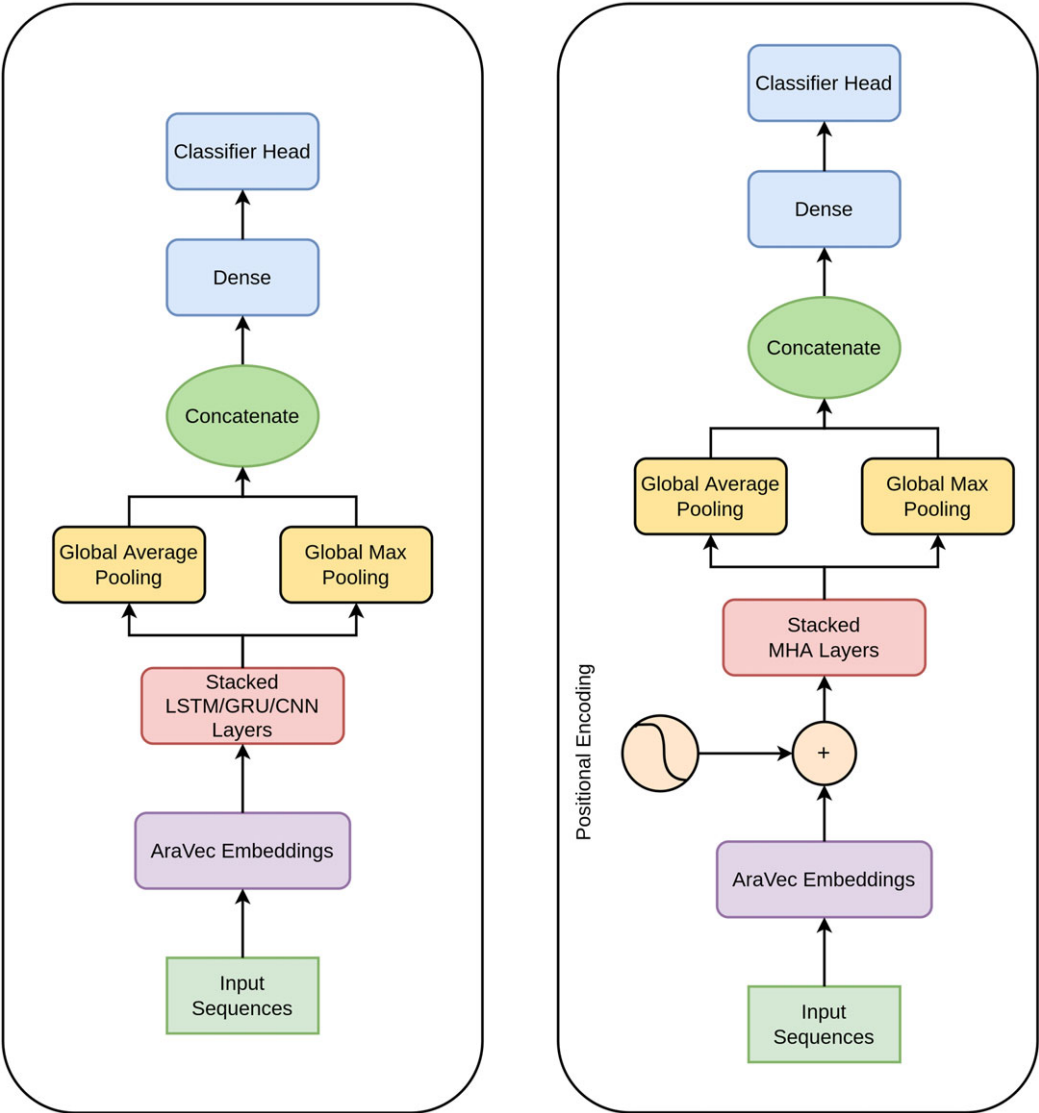 Classifier Head
Dense
Concatenate
Global Average
Pooling
Global Max
Pooling
Stacked
LSTM/GRU/CNN
Layers
AraVec Embeddings
Input
Sequences
Classifier Head
Dense
Concatenate
Global Average
Pooling
Global Max
Pooling
Stacked
MHA Layers
Positional Encoding
+
AraVec Embeddings
Input
Sequences